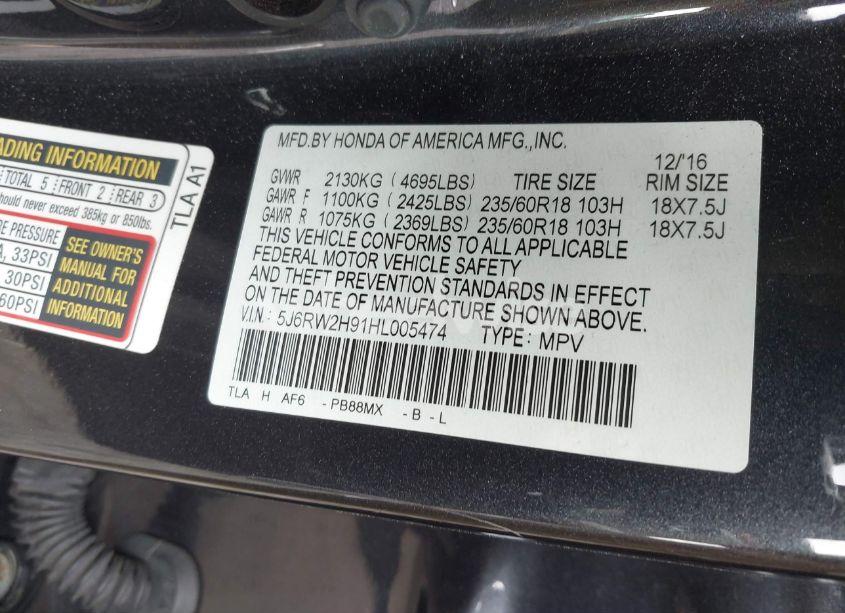 ADING INFORMATION
TOTAL 5 FRONT 2 REAR 3
hould never exceed 385kg or 850lbs.
RE PRESSURE
A, 33PSI
30PSI
60PSI
SEE OWNER'S
MANUAL FOR
ADDITIONAL
INFORMATION
TLA A1
MFD.BY HONDA OF AMERICA MFG.,INC.
12/'16
GVWR 2130KG (4695LBS) TIRE SIZE RIM SIZE
GAWR F 1100KG (2425LBS) 235/60R18 103H 18X7.5J
GAWR R 1075KG (2369LBS) 235/60R18 103H 18X7.5J
THIS VEHICLE CONFORMS TO ALL APPLICABLE
FEDERAL MOTOR VEHICLE SAFETY
AND THEFT PREVENTION STANDARDS IN EFFECT
ON THE DATE OF MANUFACTURE SHOWN ABOVE.
V.I.N.: 5J6RW2H91HL005474 TYPE: MPV
TLA H AF6 -PB88MX -B-L